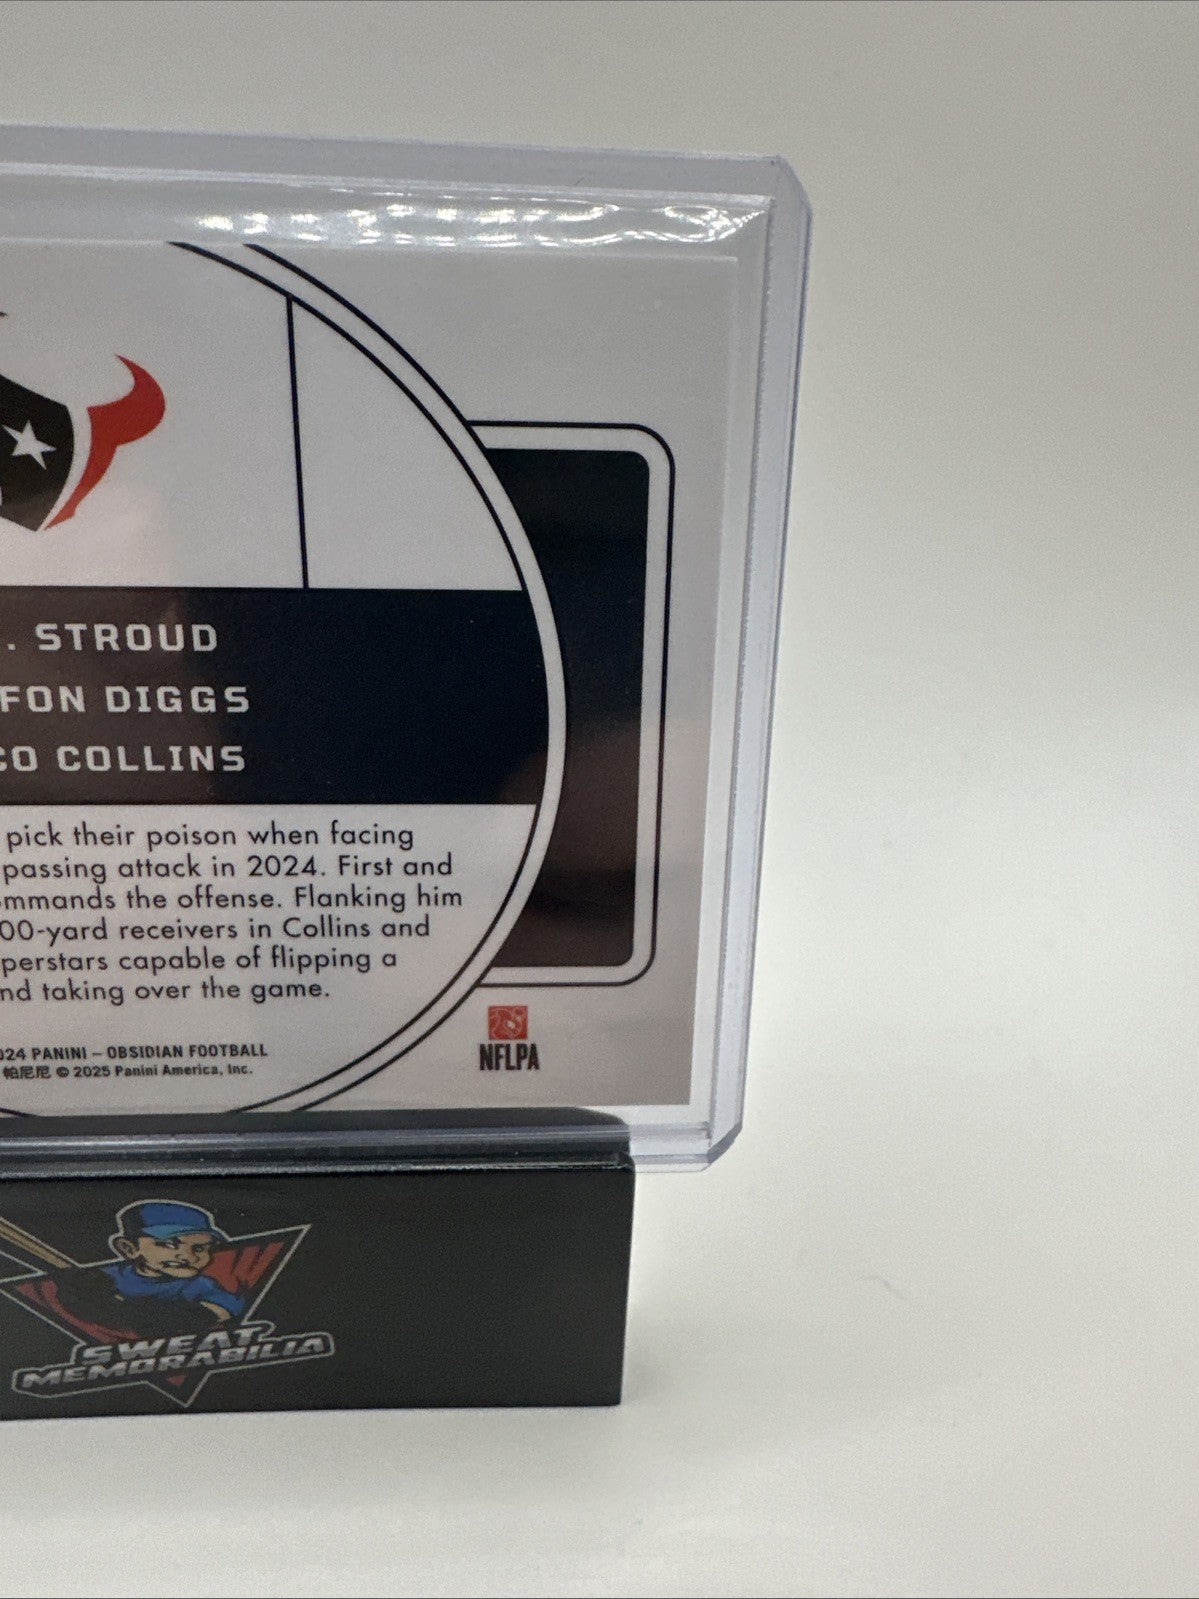 . STROUD
FON DIGGS
CO COLLINS
pick their poison when facing
passing attack in 2024. First and
mmands the offense. Flanking him
00-yard receivers in Collins and
perstars capable of flipping a
nd taking over the game.
024 PANINI – OBSIDIAN FOOTBALL
帕尼尼 © 2025 Panini America, Inc.
NFLPA
SWEAT
MEMORABILIA